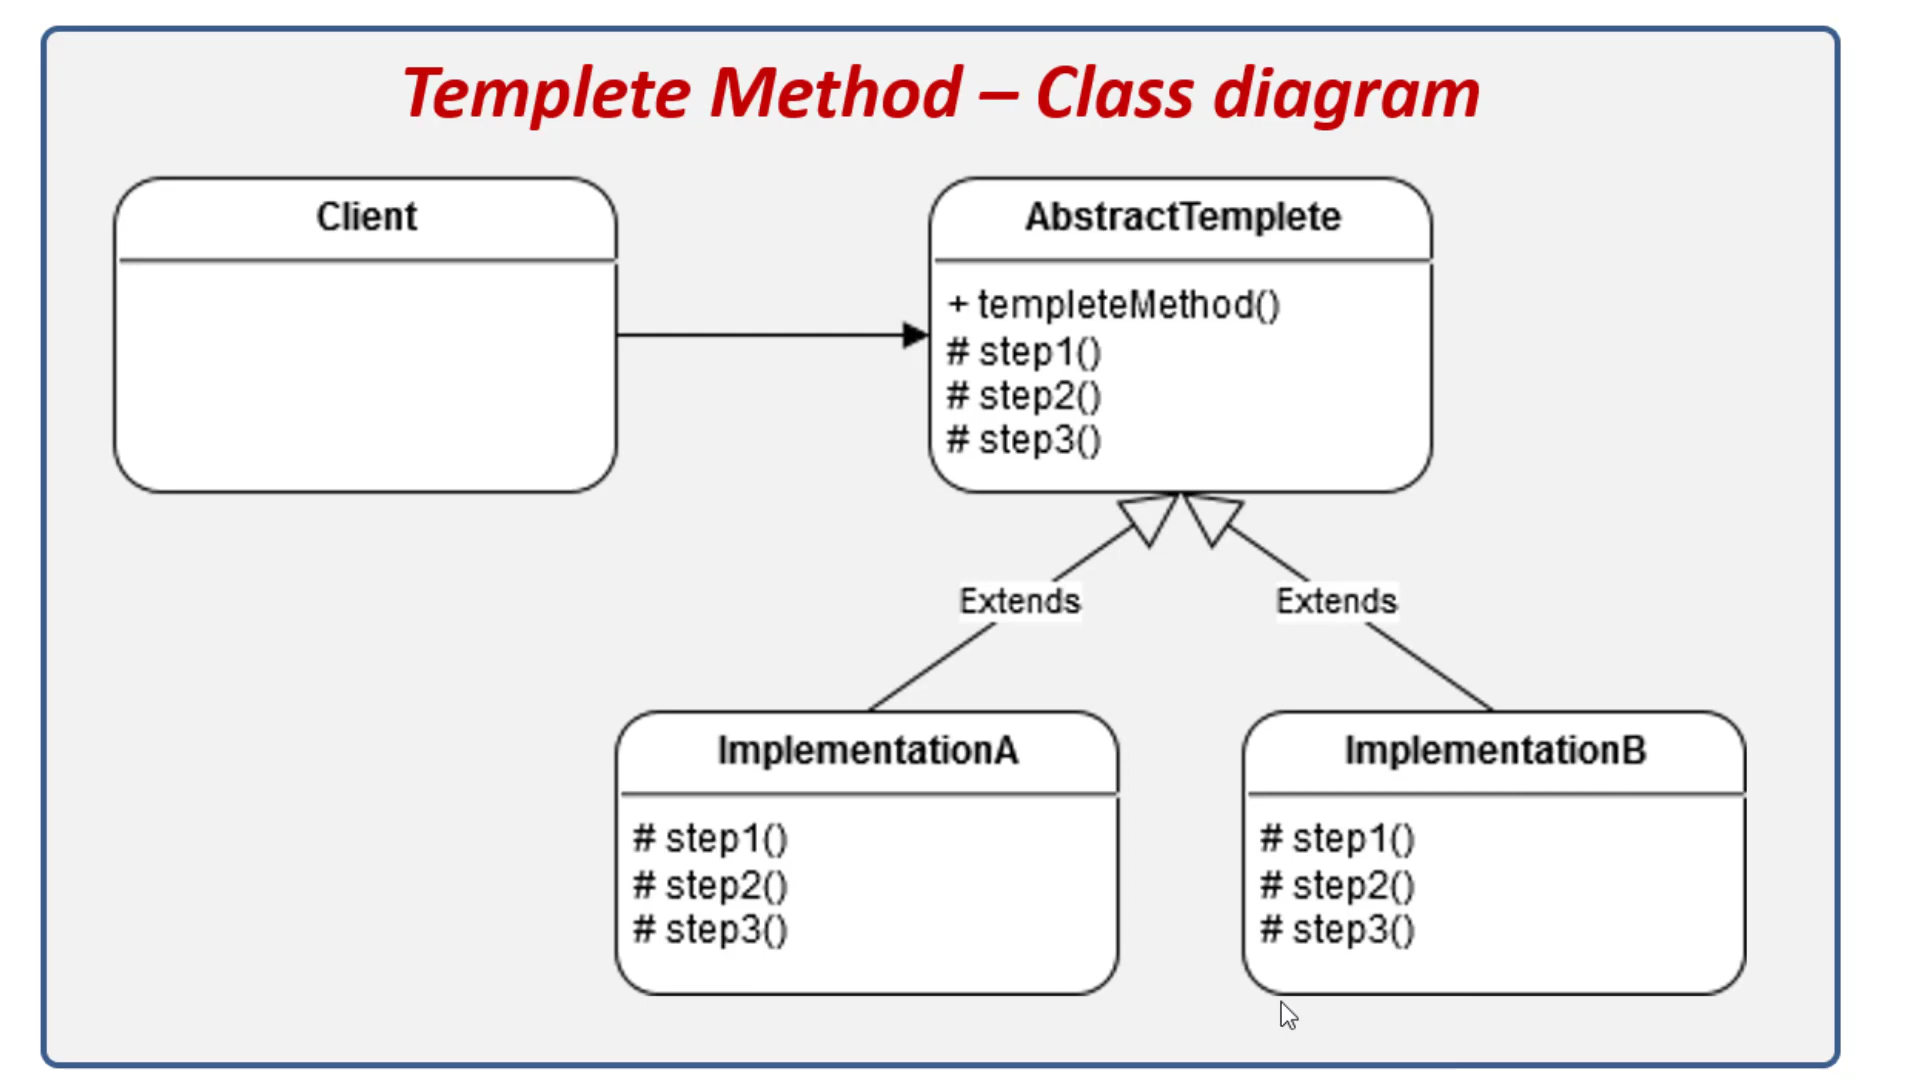 Templete Method – Class diagram
Client
AbstractTemplete
+ templeteMethod()
# step1()
# step2()
# step3()
Extends
Extends
ImplementationA
# step1()
# step2()
# step3()
ImplementationB
# step1()
# step2()
# step3()